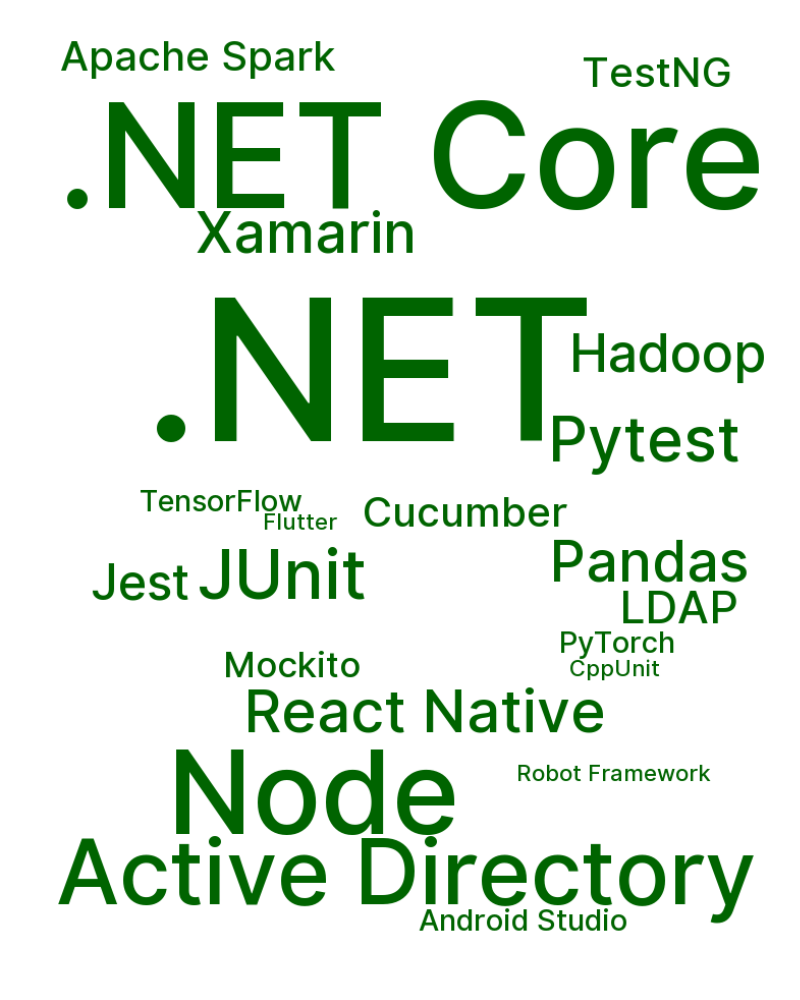 Apache Spark
TestNG
.NET Core
Xamarin
.NET
Hadoop
Pytest
TensorFlow
Cucumber
Flutter
Pandas
Jest
JUnit
LDAP
PyTorch
Mockito
CppUnit
React Native
Robot Framework
Node
Active Directory
Android Studio